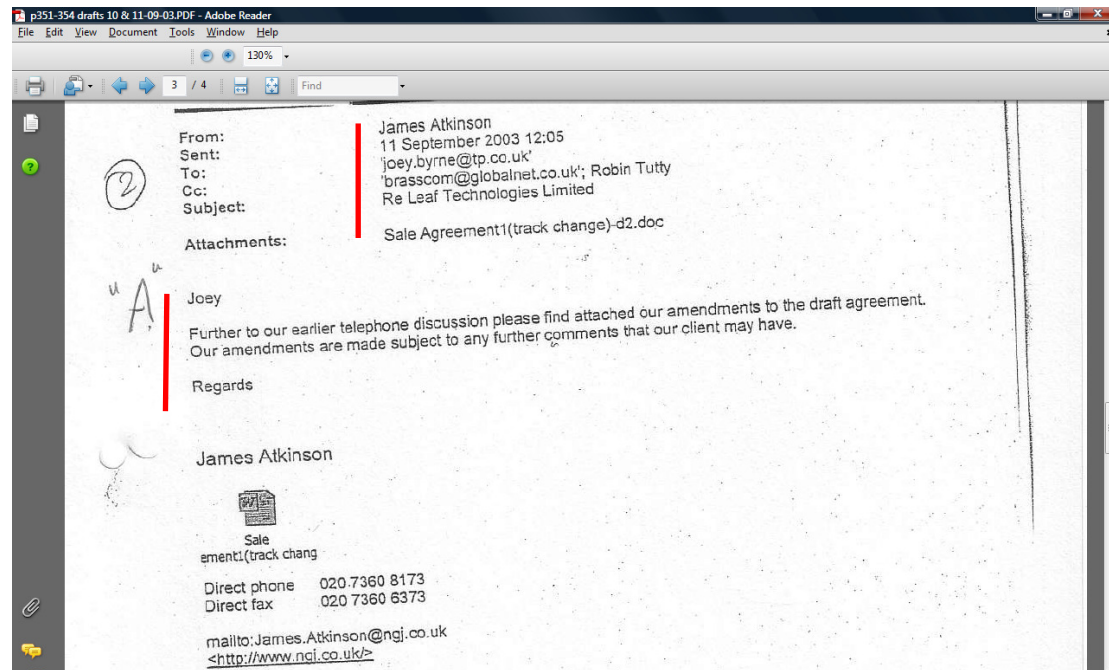 p351-354 drafts 10 & 11-09-03.PDF - Adobe Reader
File Edit View Document Tools Window Help
130%
3 / 4 Find
From: James Atkinson
Sent: 11 September 2003 12:05
To: 'joey.byrne@tp.co.uk'
Cc: 'brasscom@globalnet.co.uk'; Robin Tutty
Subject: Re Leaf Technologies Limited
Attachments: Sale Agreement1(track change)-d2.doc
2
"A"
Joey
Further to our earlier telephone discussion please find attached our amendments to the draft agreement.
Our amendments are made subject to any further comments that our client may have.
Regards
James Atkinson
Sale
ement1(track chang
Direct phone 020 7360 8173
Direct fax 020 7360 6373
mailto:James.Atkinson@ngj.co.uk
<http://www.ngj.co.uk/>